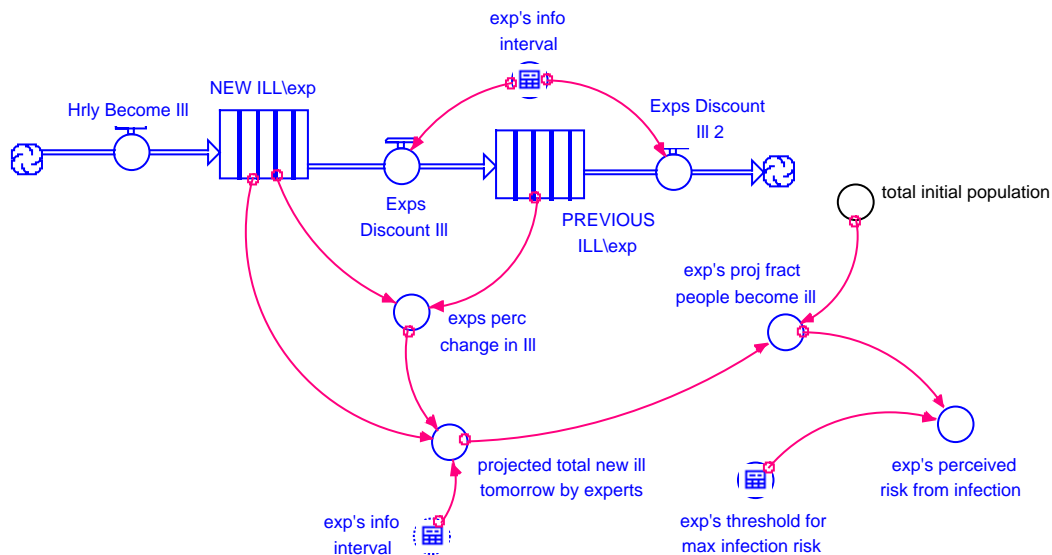 exp's info
interval
NEW ILL\exp
Hrly Become Ill
Exps Discount
Ill 2
Exps
Discount Ill
PREVIOUS
ILL\exp
total initial population
exp's proj fract
people become ill
exps perc
change in Ill
projected total new ill
tomorrow by experts
exp's perceived
risk from infection
exp's info
interval
exp's threshold for
max infection risk